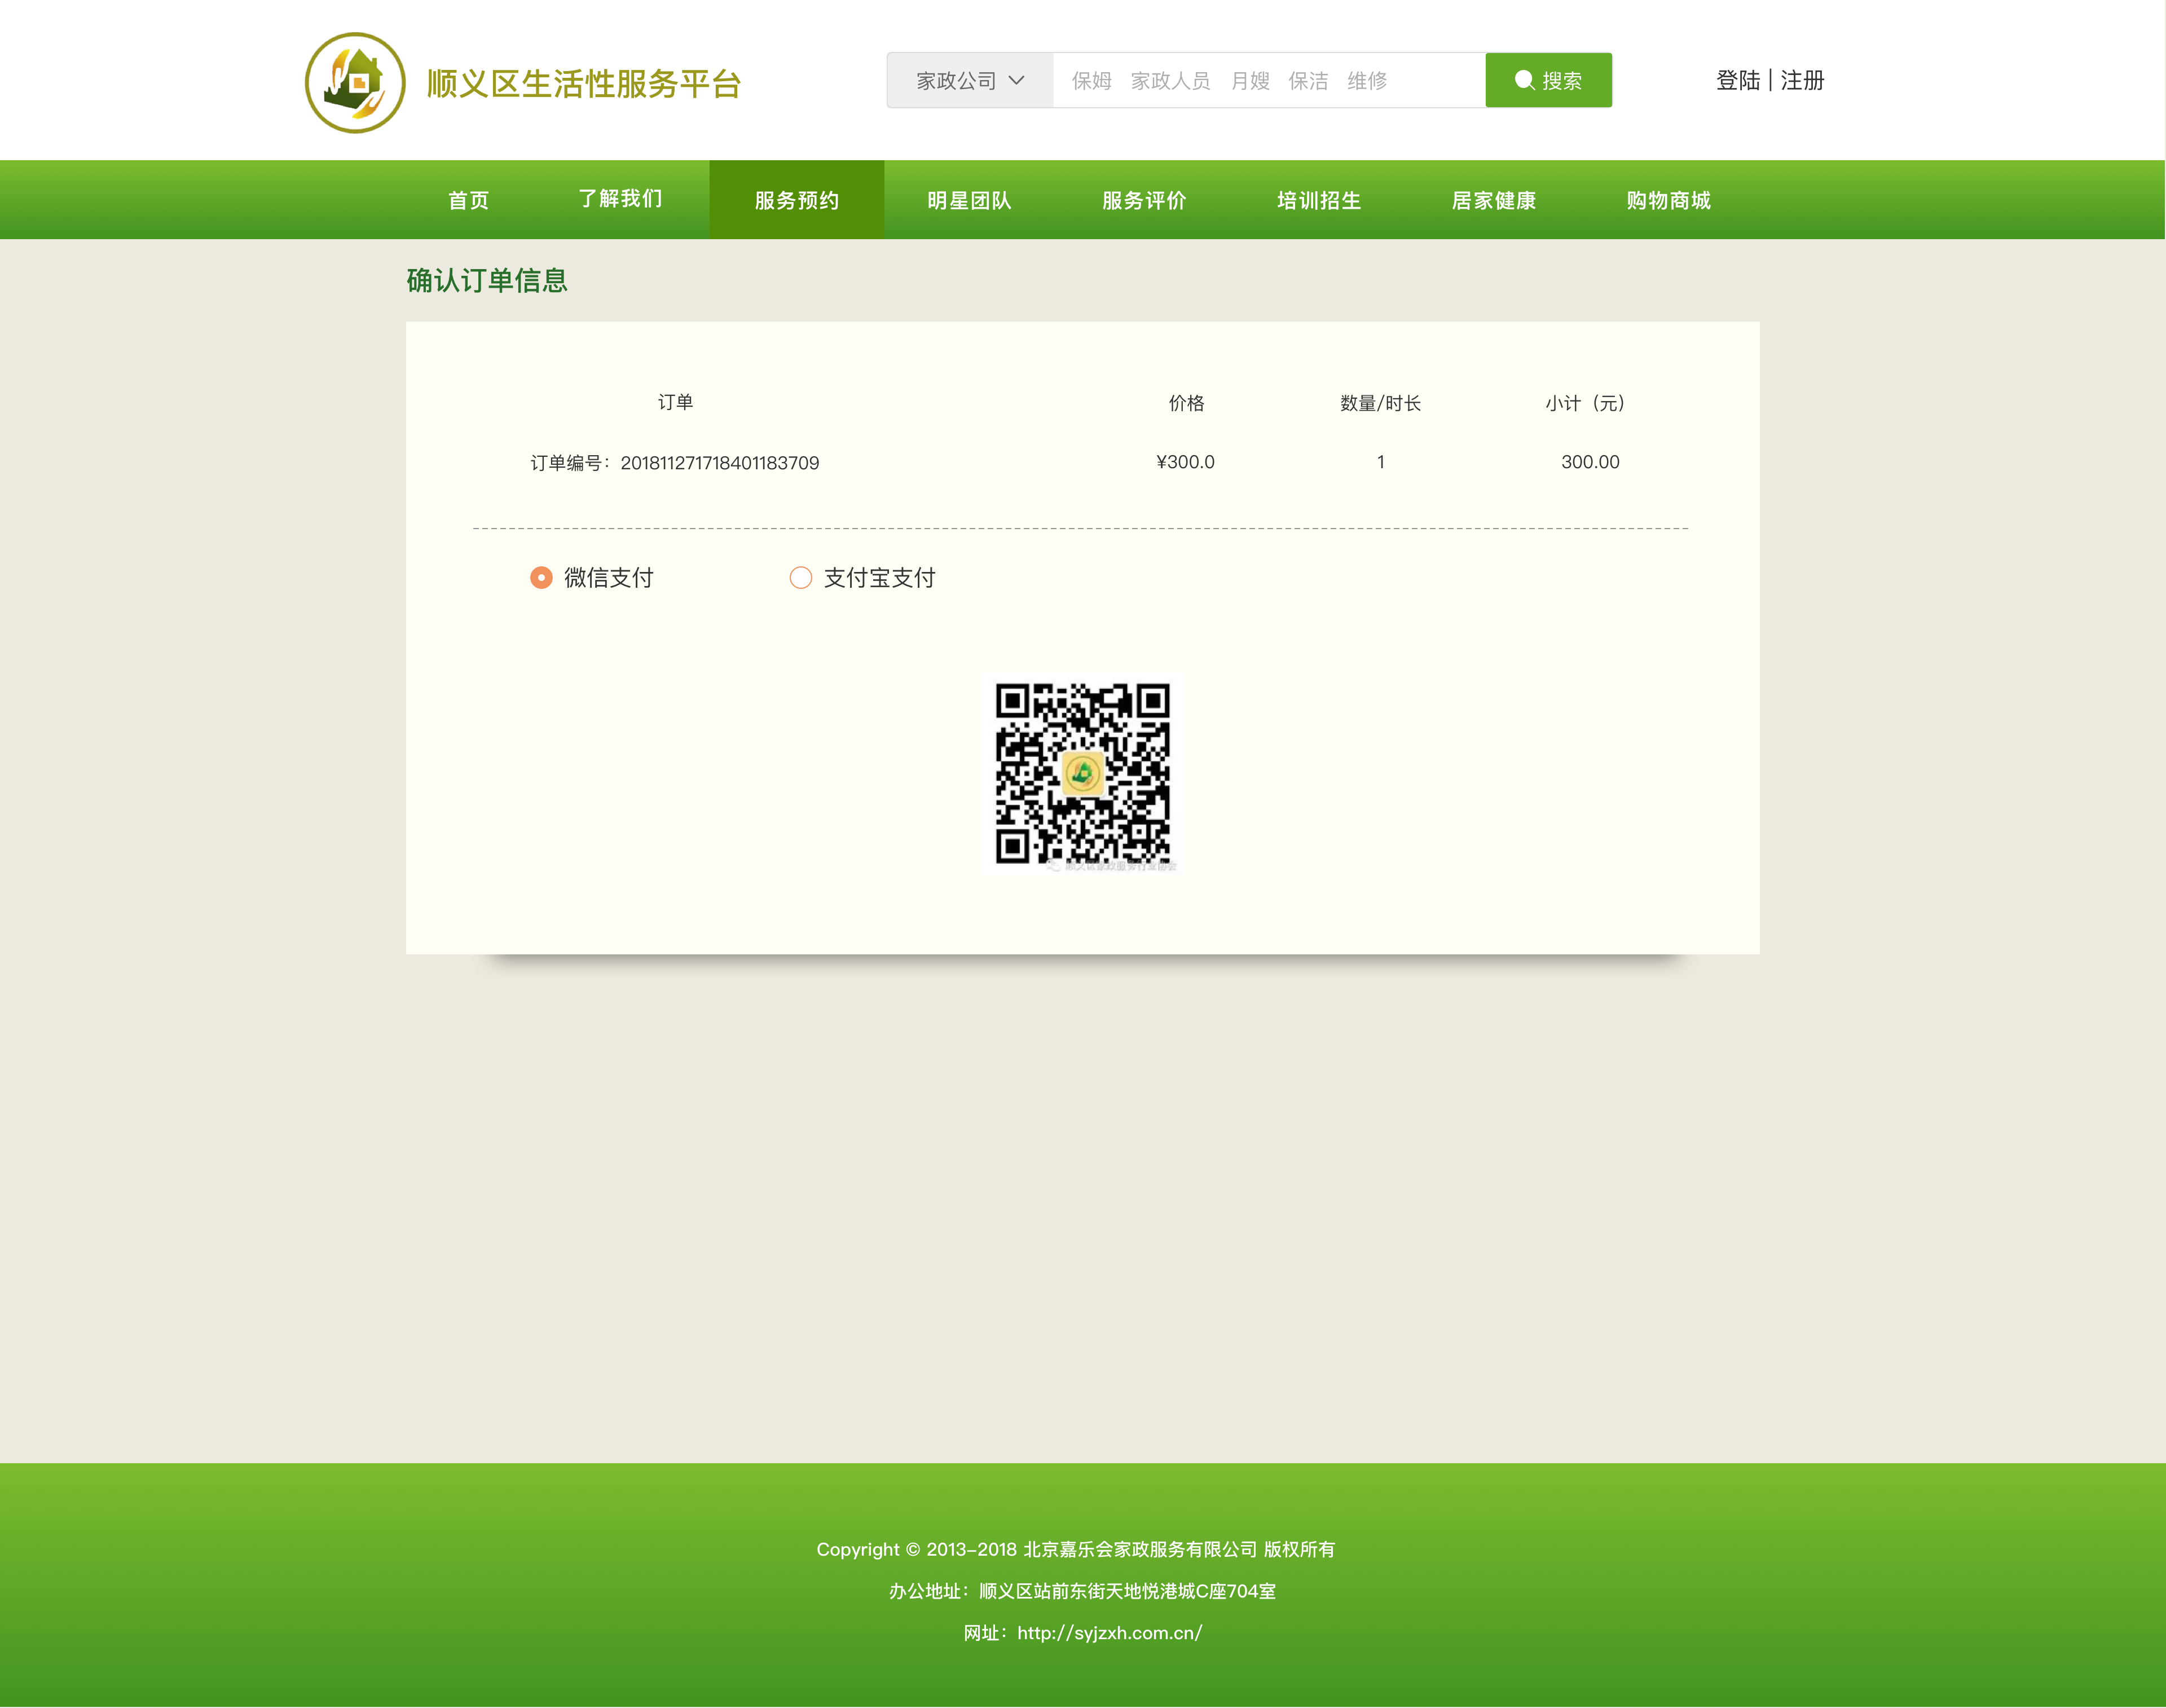 顺义区生活性服务平台
家政公司 保姆 家政人员 月嫂 保洁 维修 搜索
登陆 | 注册
首页 了解我们 服务预约 明星团队 服务评价 培训招生 居家健康 购物商城
确认订单信息
订单 价格 数量/时长 小计（元）
订单编号：201811271718401183709 ¥300.0 1 300.00
微信支付 支付宝支付
Copyright © 2013-2018 北京嘉乐会家政服务有限公司 版权所有
办公地址：顺义区站前东街天地悦港城C座704室
网址：http://syjzxh.com.cn/